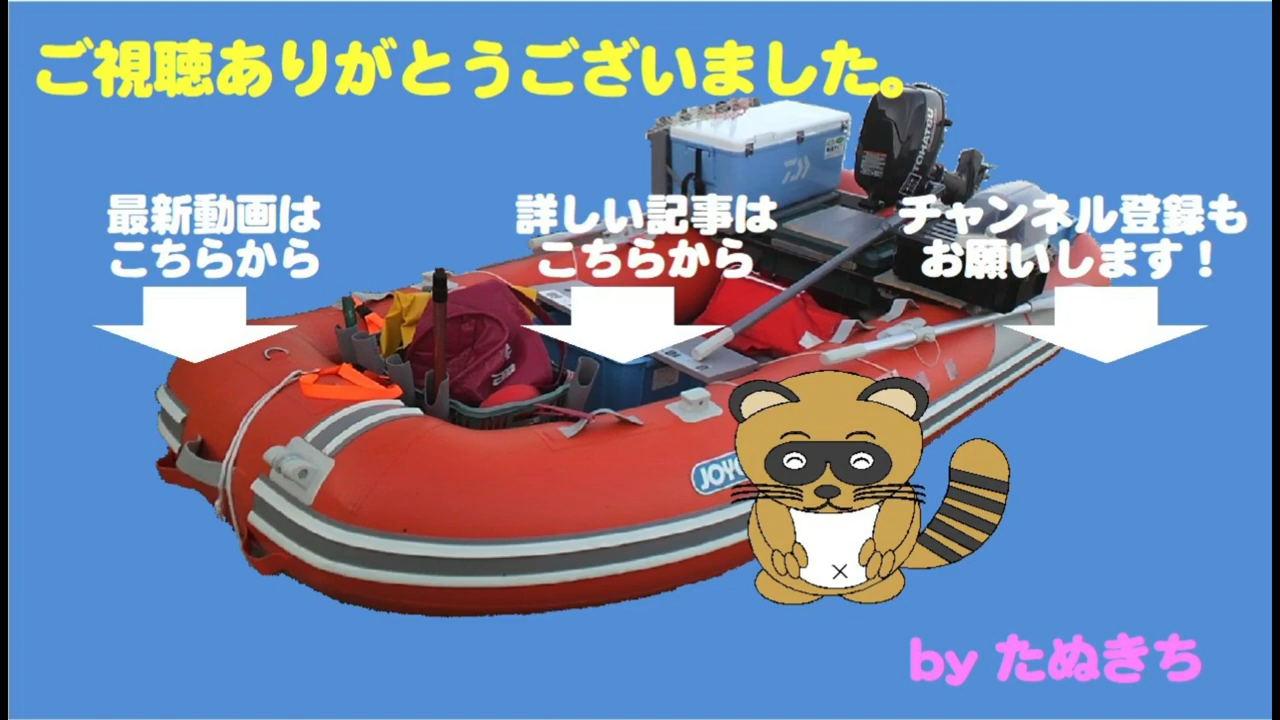 ご視聴ありがとうございました。
最新動画は
こちらから
詳しい記事は
こちらから
チャンネル登録も
お願いします！
TOHATSU
by たぬきち